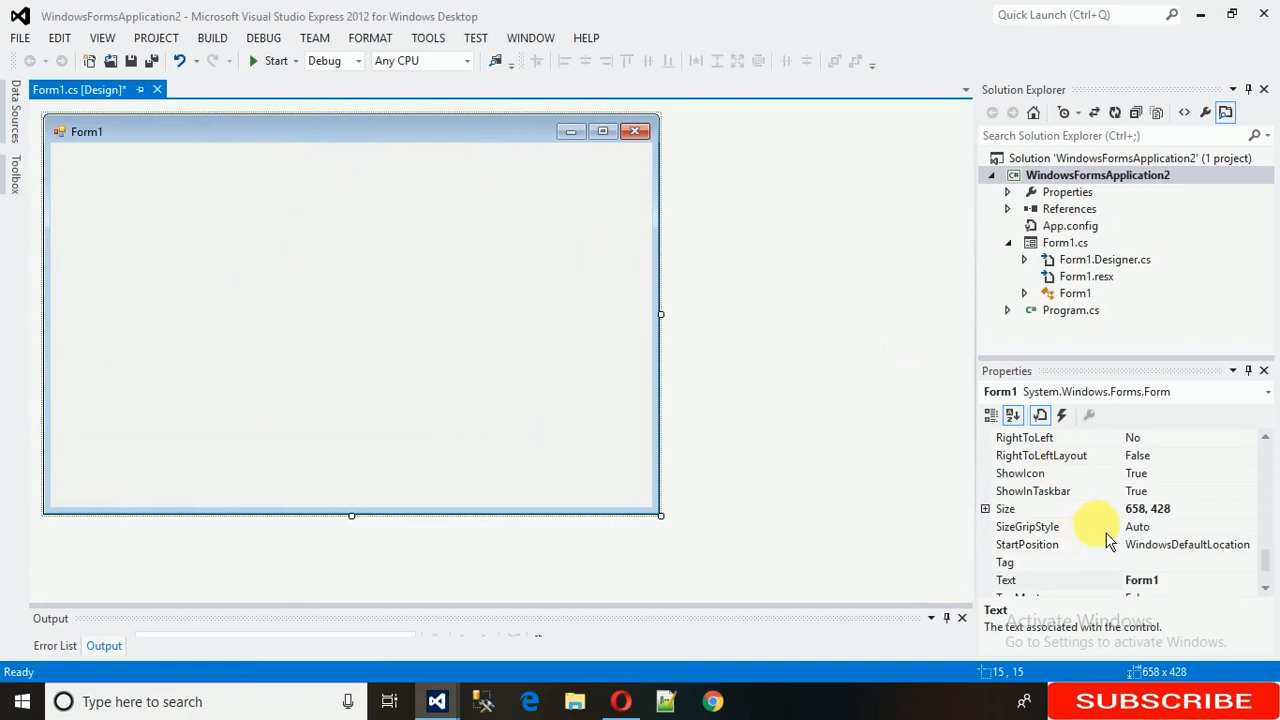 WindowsFormsApplication2 - Microsoft Visual Studio Express 2012 for Windows Desktop
Quick Launch (Ctrl+Q)
FILE EDIT VIEW PROJECT BUILD DEBUG TEAM FORMAT TOOLS TEST WINDOW HELP
Start Debug Any CPU
Data Sources
Toolbox
Form1.cs [Design]*
Form1
Solution Explorer
Search Solution Explorer (Ctrl+;)
Solution 'WindowsFormsApplication2' (1 project)
WindowsFormsApplication2
Properties
References
App.config
Form1.cs
Form1.Designer.cs
Form1.resx
Form1
Program.cs
Properties
Form1 System.Windows.Forms.Form
RightToLeft No
RightToLeftLayout False
ShowIcon True
ShowInTaskbar True
Size 658, 428
SizeGripStyle Auto
StartPosition WindowsDefaultLocation
Tag
Text Form1
Text
The text associated with the control.
Activate Windows
Go to Settings to activate Windows.
Output
Error List Output
Ready 15 , 15 658 x 428
Type here to search
SUBSCRIBE